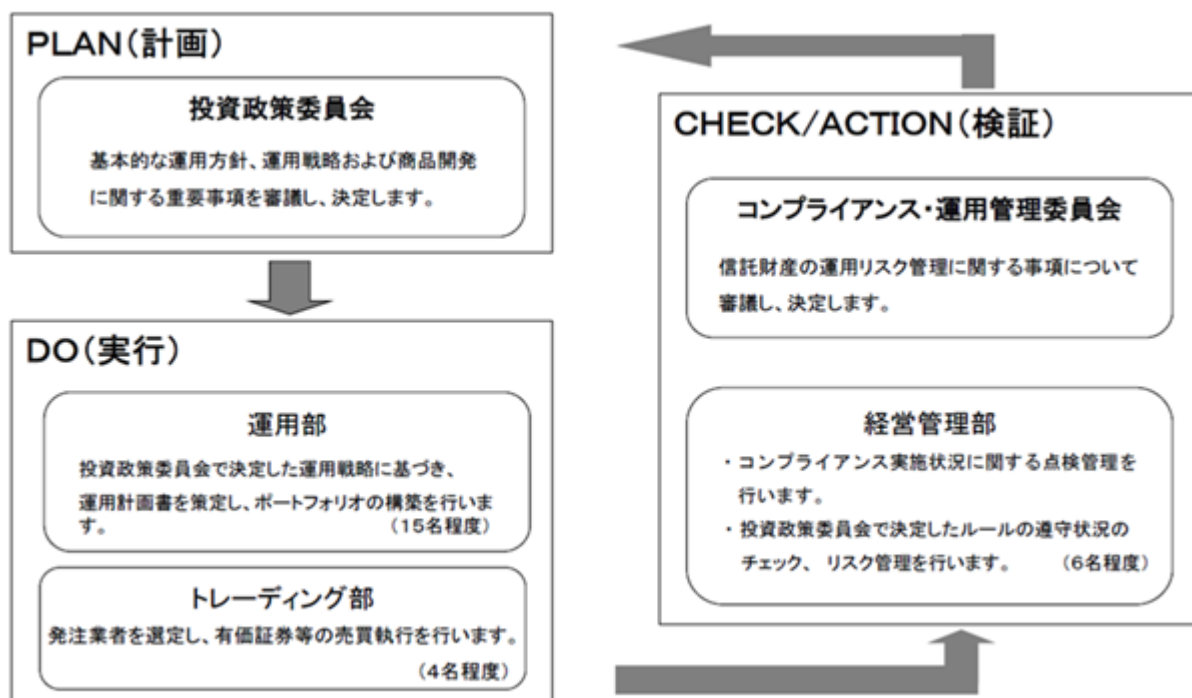 PLAN(計画)
投資政策委員会
基本的な運用方針、運用戦略および商品開発
に関する重要事項を審議し、決定します。
DO(実行)
運用部
投資政策委員会で決定した運用戦略に基づき、
運用計画書を策定し、ポートフォリオの構築を行いま
す。 (15名程度)
トレーディング部
発注業者を選定し、有価証券等の売買執行を行います。
(4名程度)
CHECK/ACTION(検証)
コンプライアンス・運用管理委員会
信託財産の運用リスク管理に関する事項について
審議し、決定します。
経営管理部
・コンプライアンス実施状況に関する点検管理を
行います。
・投資政策委員会で決定したルールの遵守状況の
チェック、 リスク管理を行います。 (6名程度)